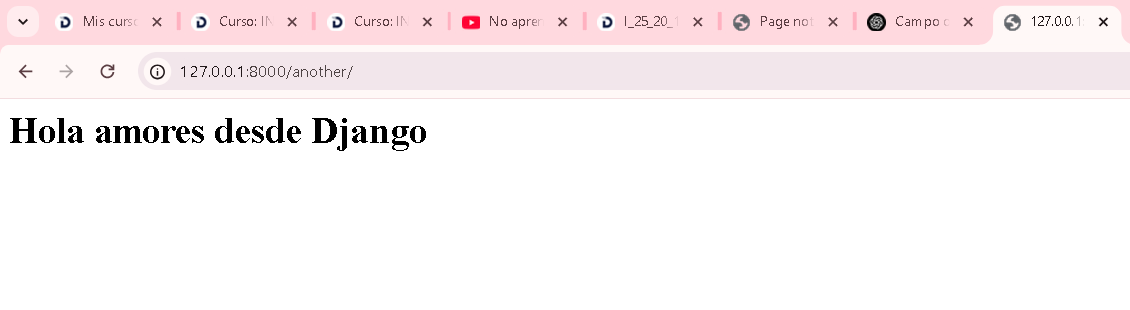 Mis curso
Curso: IN
Curso: IN
No apren
I_25_20_1
Page not
Campo d
127.0.0.1:
127.0.0.1:8000/another/
Hola amores desde Django